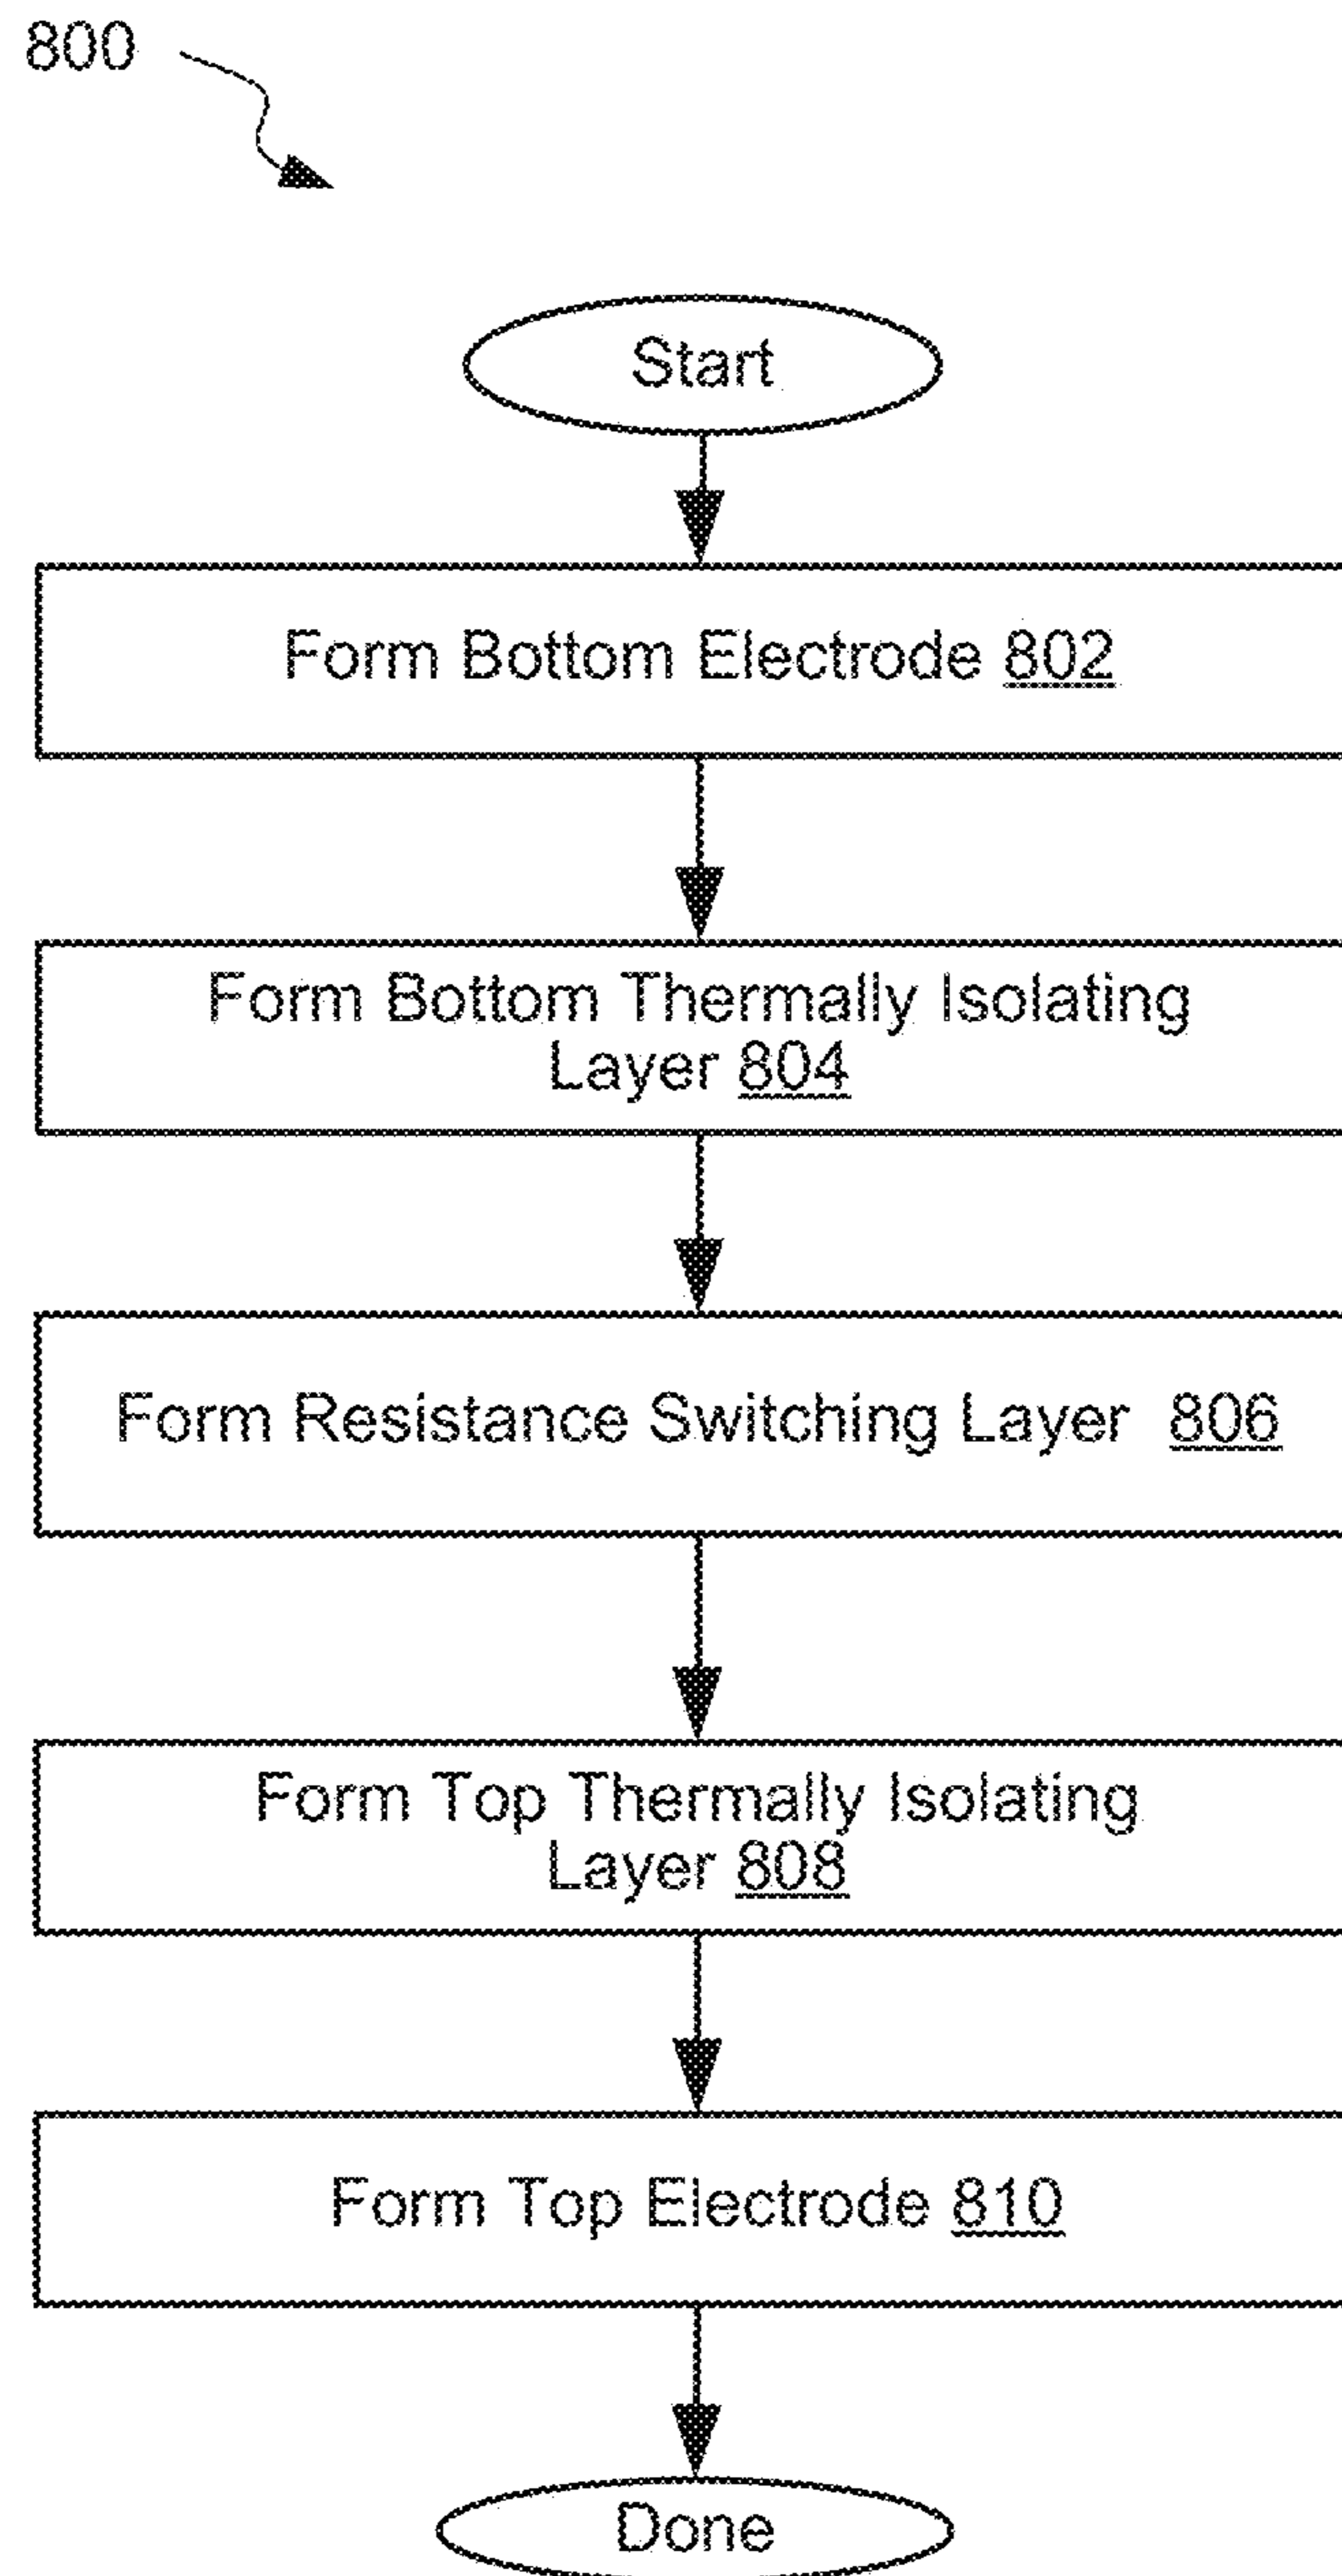 800
Start
Form Bottom Electrode 802
Form Bottom Thermally Isolating
Layer 804
Form Resistance Switching Layer 806
Form Top Thermally Isolating
Layer 808
Form Top Electrode 810
Done